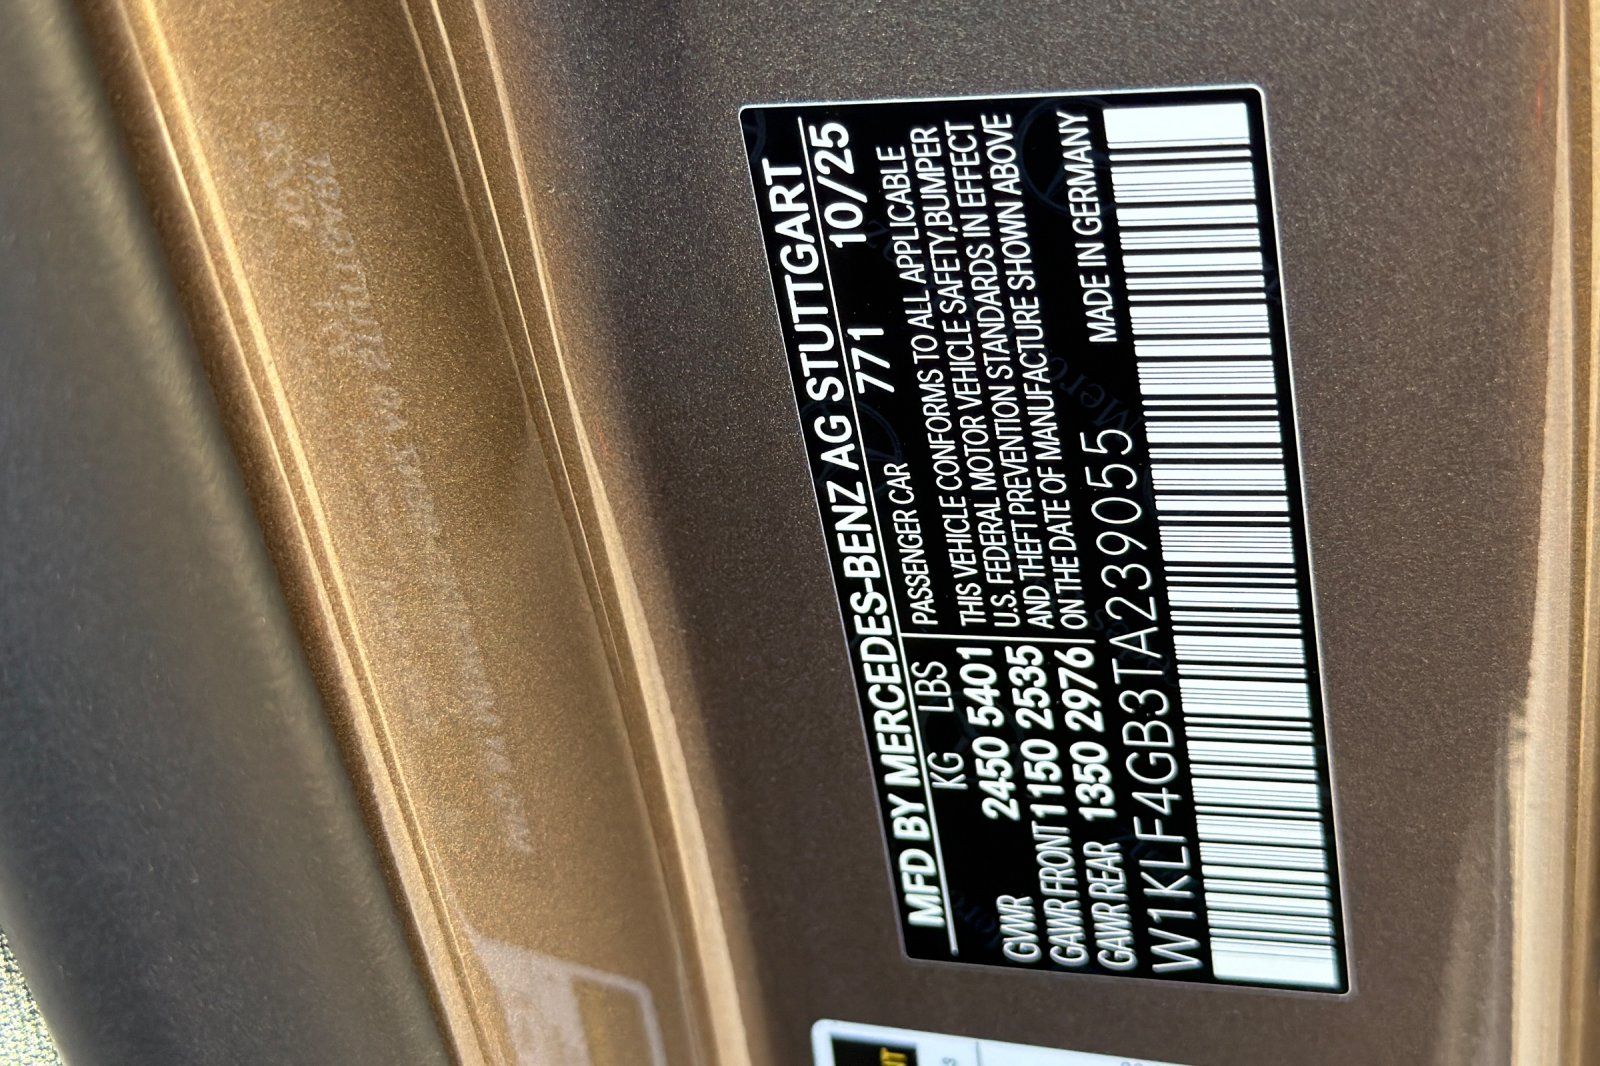 MFD BY MERCEDES-BENZ AG STUTTGART
KG LBS
PASSENGER CAR 771 10/25
GVWR 2450 5401
GAWR FRONT 1150 2535
GAWR REAR 1350 2976
THIS VEHICLE CONFORMS TO ALL APPLICABLE
U.S. FEDERAL MOTOR VEHICLE SAFETY,BUMPER
AND THEFT PREVENTION STANDARDS IN EFFECT
ON THE DATE OF MANUFACTURE SHOWN ABOVE
W1KLF4GB3TA239055 MADE IN GERMANY